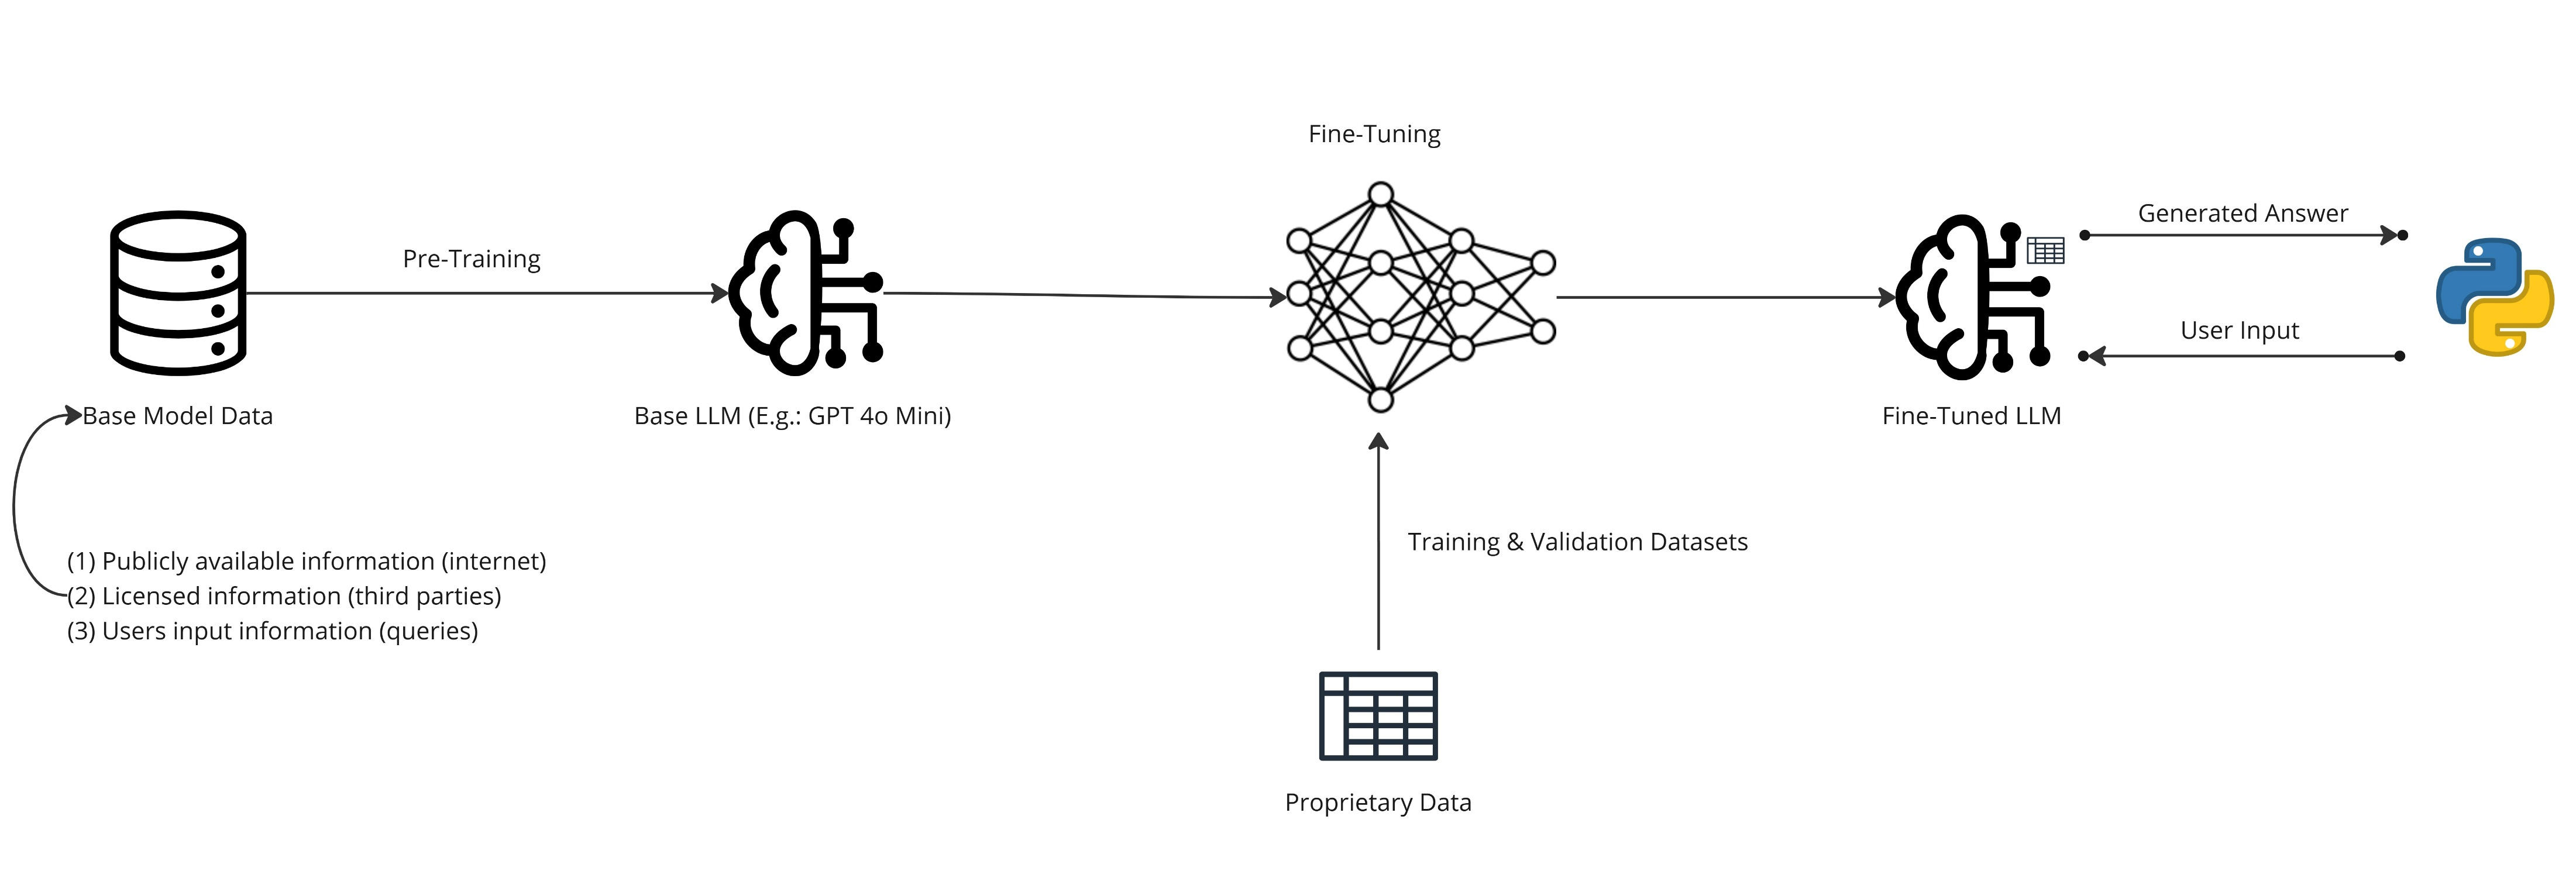 Fine-Tuning
Pre-Training
Generated Answer
User Input
Base Model Data
Base LLM (E.g.: GPT 4o Mini)
Fine-Tuned LLM
(1) Publicly available information (internet)
(2) Licensed information (third parties)
(3) Users input information (queries)
Training & Validation Datasets
Proprietary Data